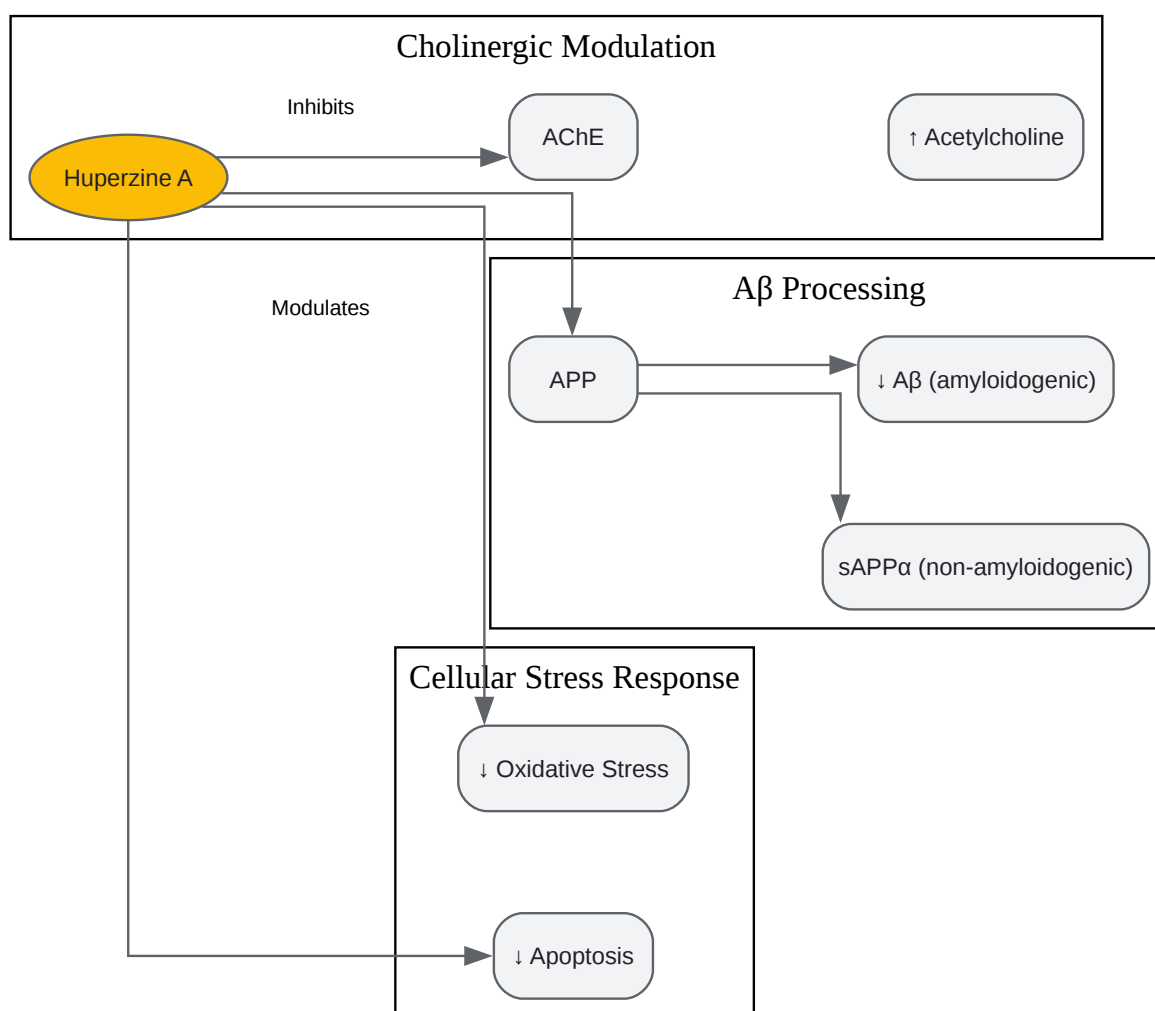 Cholinergic Modulation
Inhibits
AChE
↑ Acetylcholine
Huperzine A
Modulates
Aβ Processing
APP
↓ Aβ (amyloidogenic)
sAPPα (non-amyloidogenic)
Cellular Stress Response
↓ Oxidative Stress
↓ Apoptosis